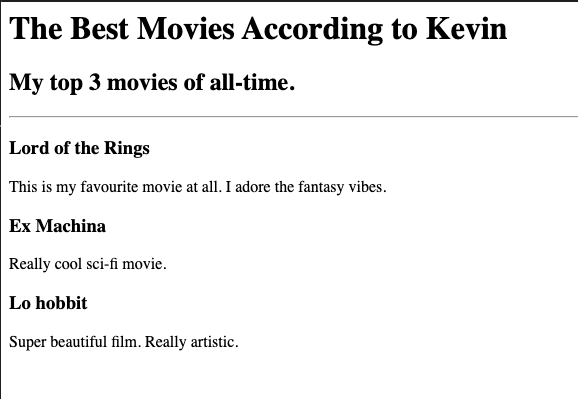 The Best Movies According to Kevin
My top 3 movies of all-time.
Lord of the Rings
This is my favourite movie at all. I adore the fantasy vibes.
Ex Machina
Really cool sci-fi movie.
Lo hobbit
Super beautiful film. Really artistic.